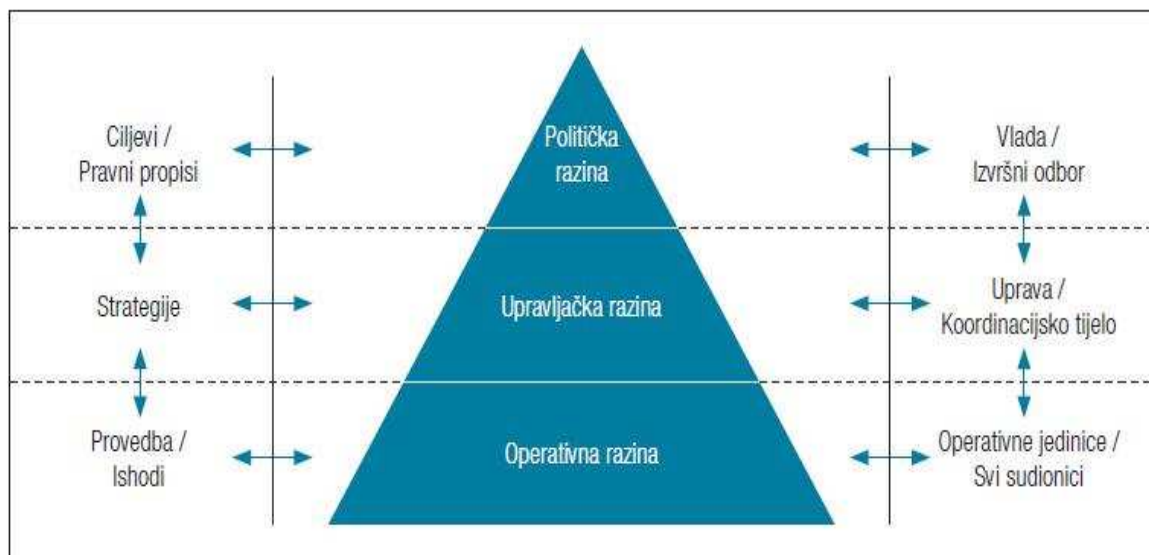 Ciljevi /
Pravni propisi
Politička
razina
Vlada /
Izvršni odbor
Strategije
Upravljačka razina
Uprava /
Koordinacijsko tijelo
Provedba /
Ishodi
Operativna razina
Operativne jedinice /
Svi sudionici